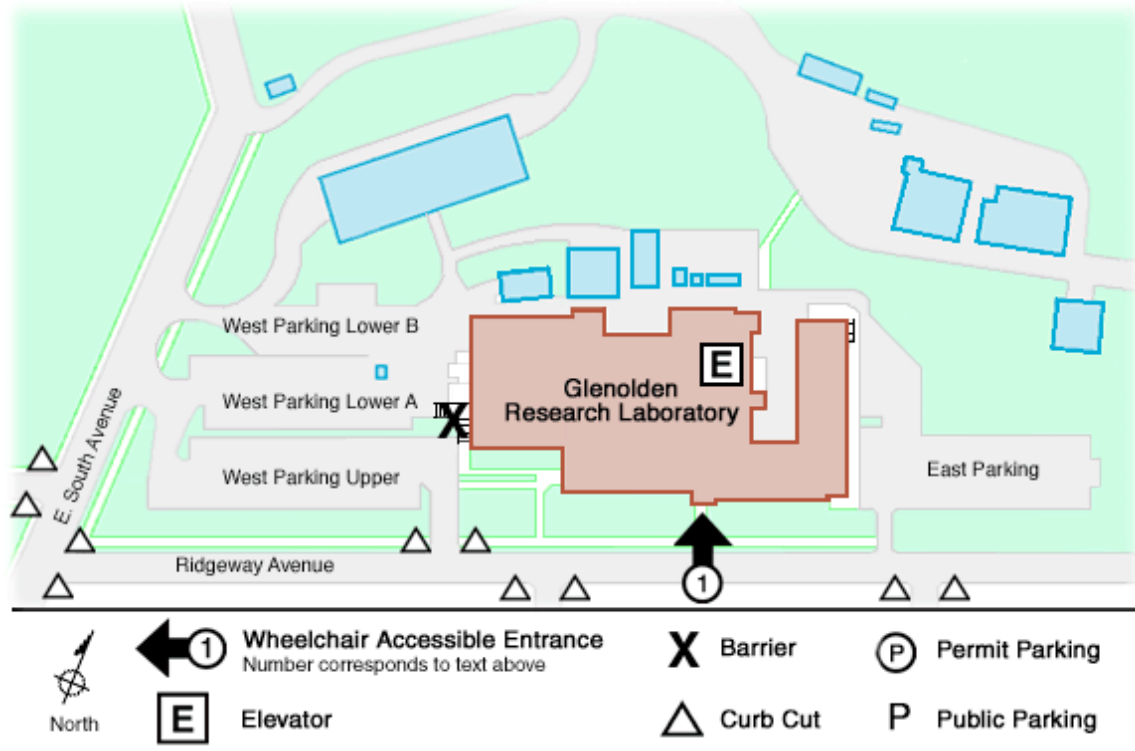 West Parking Lower B
E
Glenolden
Research Laboratory
West Parking Lower A
X
E. South Avenue
West Parking Upper
East Parking
Ridgeway Avenue
1
1
Wheelchair Accessible Entrance
Number corresponds to text above
X
Barrier
P
Permit Parking
North
E
Elevator
Curb Cut
P
Public Parking